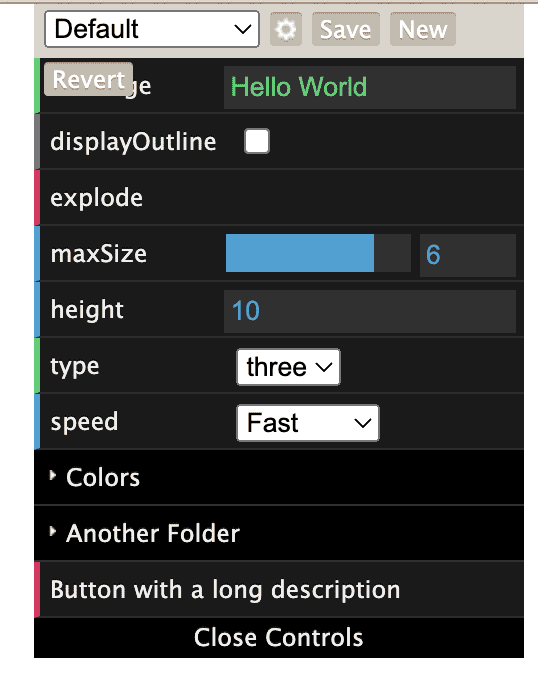 Default Save New
Revert ge Hello World
displayOutline
explode
maxSize 6
height 10
type three
speed Fast
Colors
Another Folder
Button with a long description
Close Controls